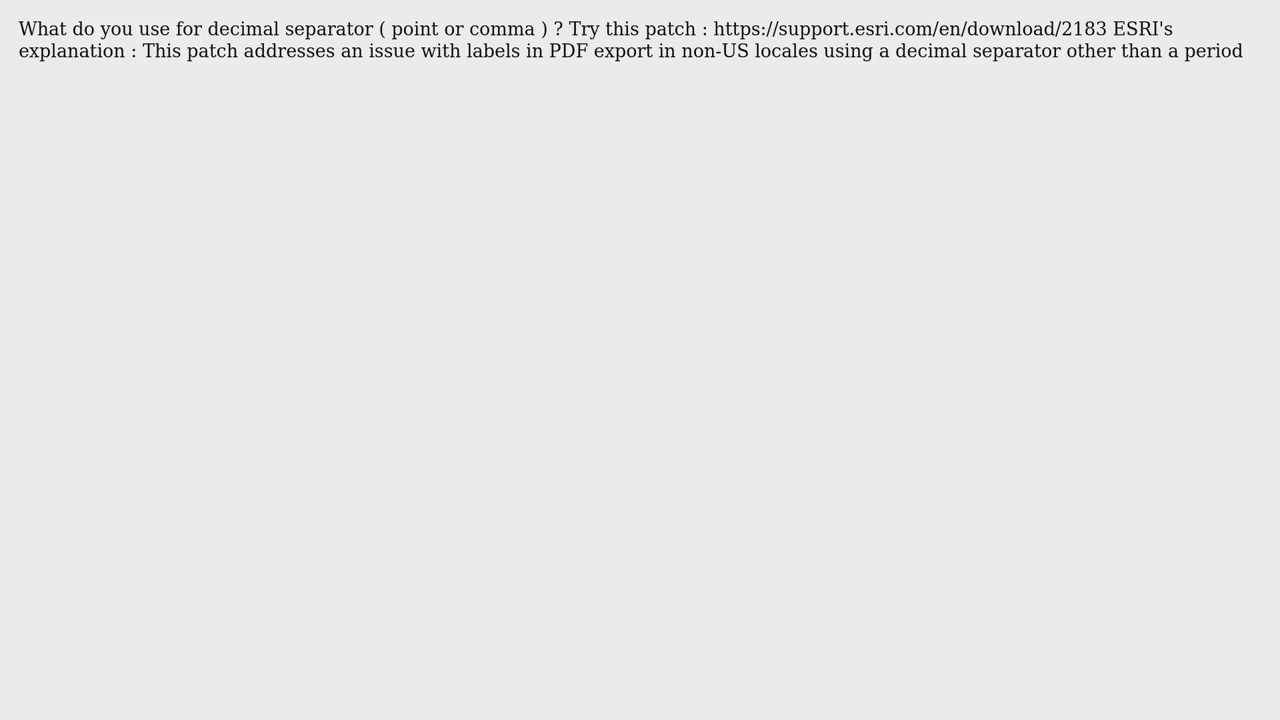 What do you use for decimal separator ( point or comma ) ? Try this patch : https://support.esri.com/en/download/2183 ESRI's
explanation : This patch addresses an issue with labels in PDF export in non-US locales using a decimal separator other than a period